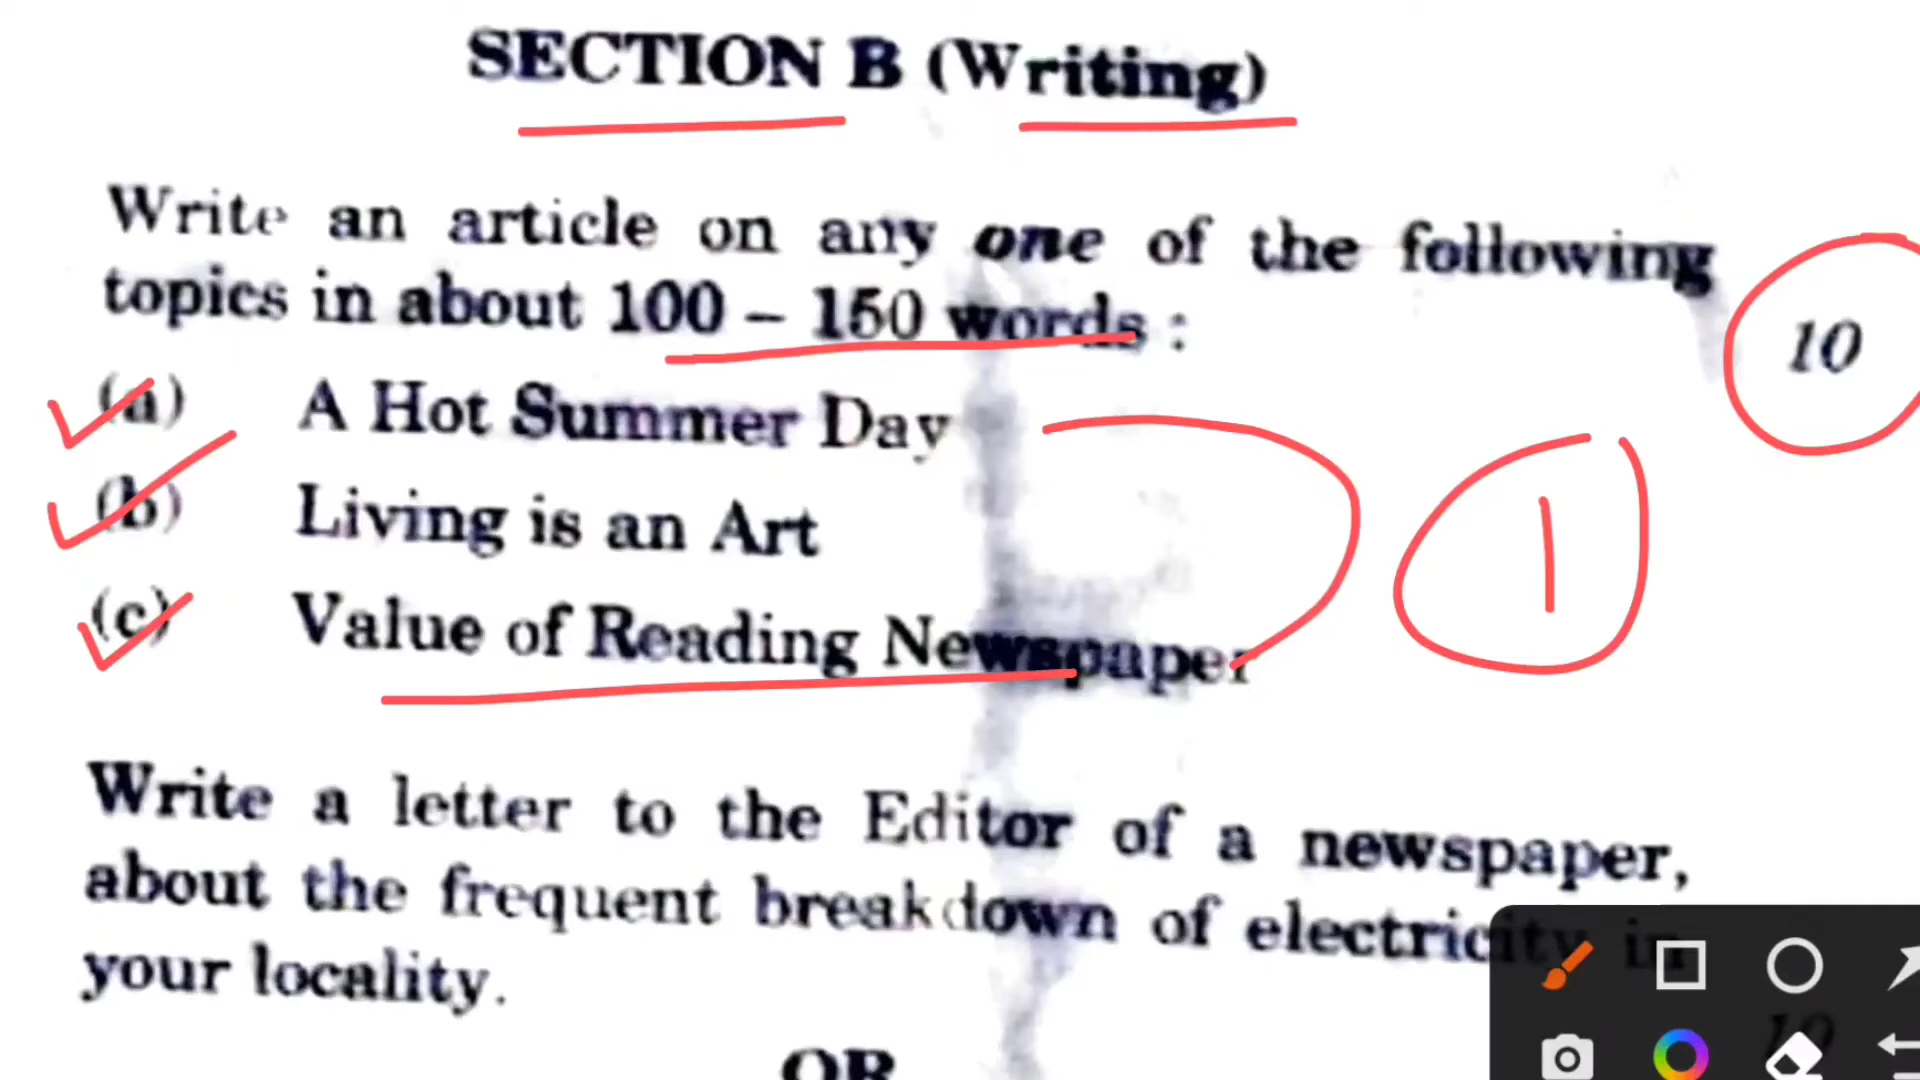 SECTION B (Writing)
Write an article on any one of the following
topics in about 100 – 150 words :
10
(a) A Hot Summer Day
(b) Living is an Art
(c) Value of Reading Newspaper
1
Write a letter to the Editor of a newspaper,
about the frequent breakdown of electricity in
your locality.
10
OR